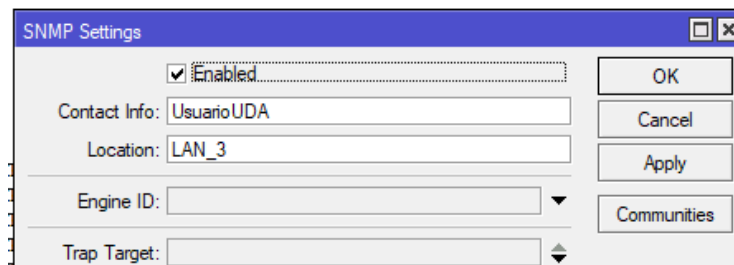 SNMP Settings
Enabled
OK
Contact Info: UsuarioUDA
Cancel
Location: LAN_3
Apply
Engine ID:
Communities
Trap Target: